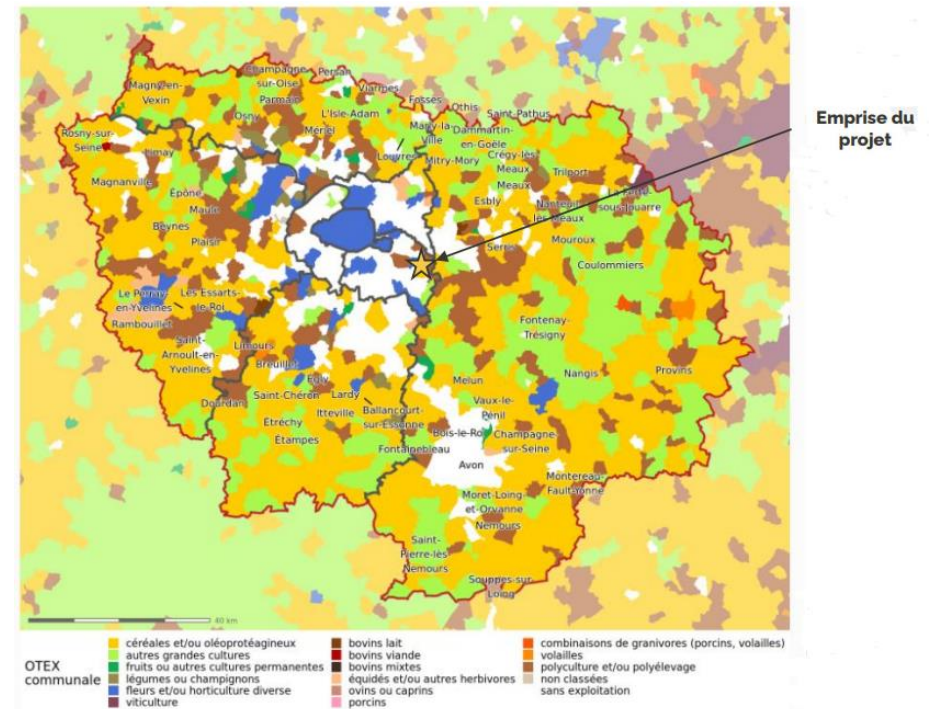 Emprise du
projet
Magny-en-
Vexin
Champagne-
sur-Oise
Persan
Parmain
Viarmes
Osny
L'Isle-Adam
Fosses
Othis
Saint-Pathus
Mériel
Marly-la-
Ville
Dammartin-
en-Goële
Rosny-sur-
Seine
Limay
Louvres
Mitry-Mory
Crégy-lès-
Meaux
Meaux
Trilport
Magnanville
Épône
Esbly
Nanteuil-
lès-Meaux
La Ferté-
sous-Jouarre
Maule
Beynes
Plaisir
Serris
Mouroux
Coulommiers
Le Perray-
en-Yvelines
Les Essarts-
le-Roi
Rambouillet
Saint-
Arnoult-en-
Yvelines
Limours
Fontenay-
Trésigny
Breuillet
Égly
Melun
Nangis
Provins
Dourdan
Saint-Chéron
Lardy
Itteville
Ballancourt-
sur-Essonne
Vaux-le-
Pénil
Étréchy
Étampes
Bois-le-Roi
Champagne-
sur-Seine
Fontainebleau
Avon
Montereau-
Fault-Yonne
Moret-Loing-
et-Orvanne
Nemours
Saint-
Pierre-lès-
Nemours
Souppes-sur-
Loing
40 km
OTEX
communale
céréales et/ou oléoprotéagineux
autres grandes cultures
fruits ou autres cultures permanentes
légumes ou champignons
fleurs et/ou horticulture diverse
viticulture
bovins lait
bovins viande
bovins mixtes
équidés et/ou autres herbivores
ovins ou caprins
porcins
combinaisons de granivores (porcins, volailles)
volailles
polyculture et/ou polyélevage
non classées
sans exploitation